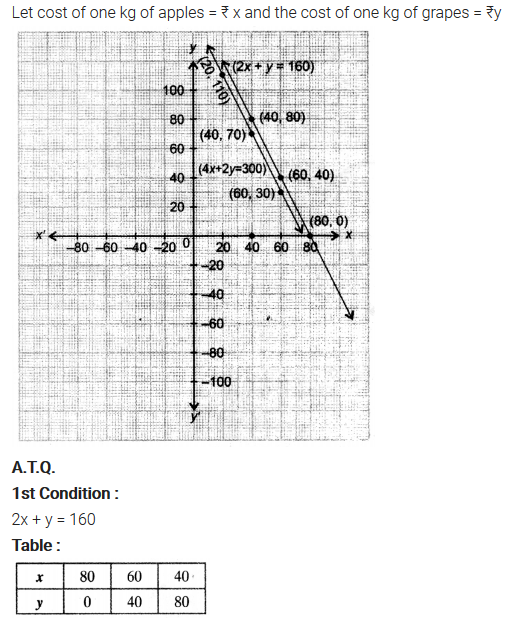 Let cost of one kg of apples = ₹ x and the cost of one kg of grapes = ₹y
y
(2x + y = 160)
(20, 110)
100
80
(40, 80)
(40, 70)
60
(4x+2y=300)
40
(60, 40)
(60, 30)
20
(80, 0)
x'
x
-80 -60 -40 -20 0 20 40 60 80
-20
-40
-60
-80
-100
y'
A.T.Q.
1st Condition :
2x + y = 160
Table :
x 80 60 40
y 0 40 80